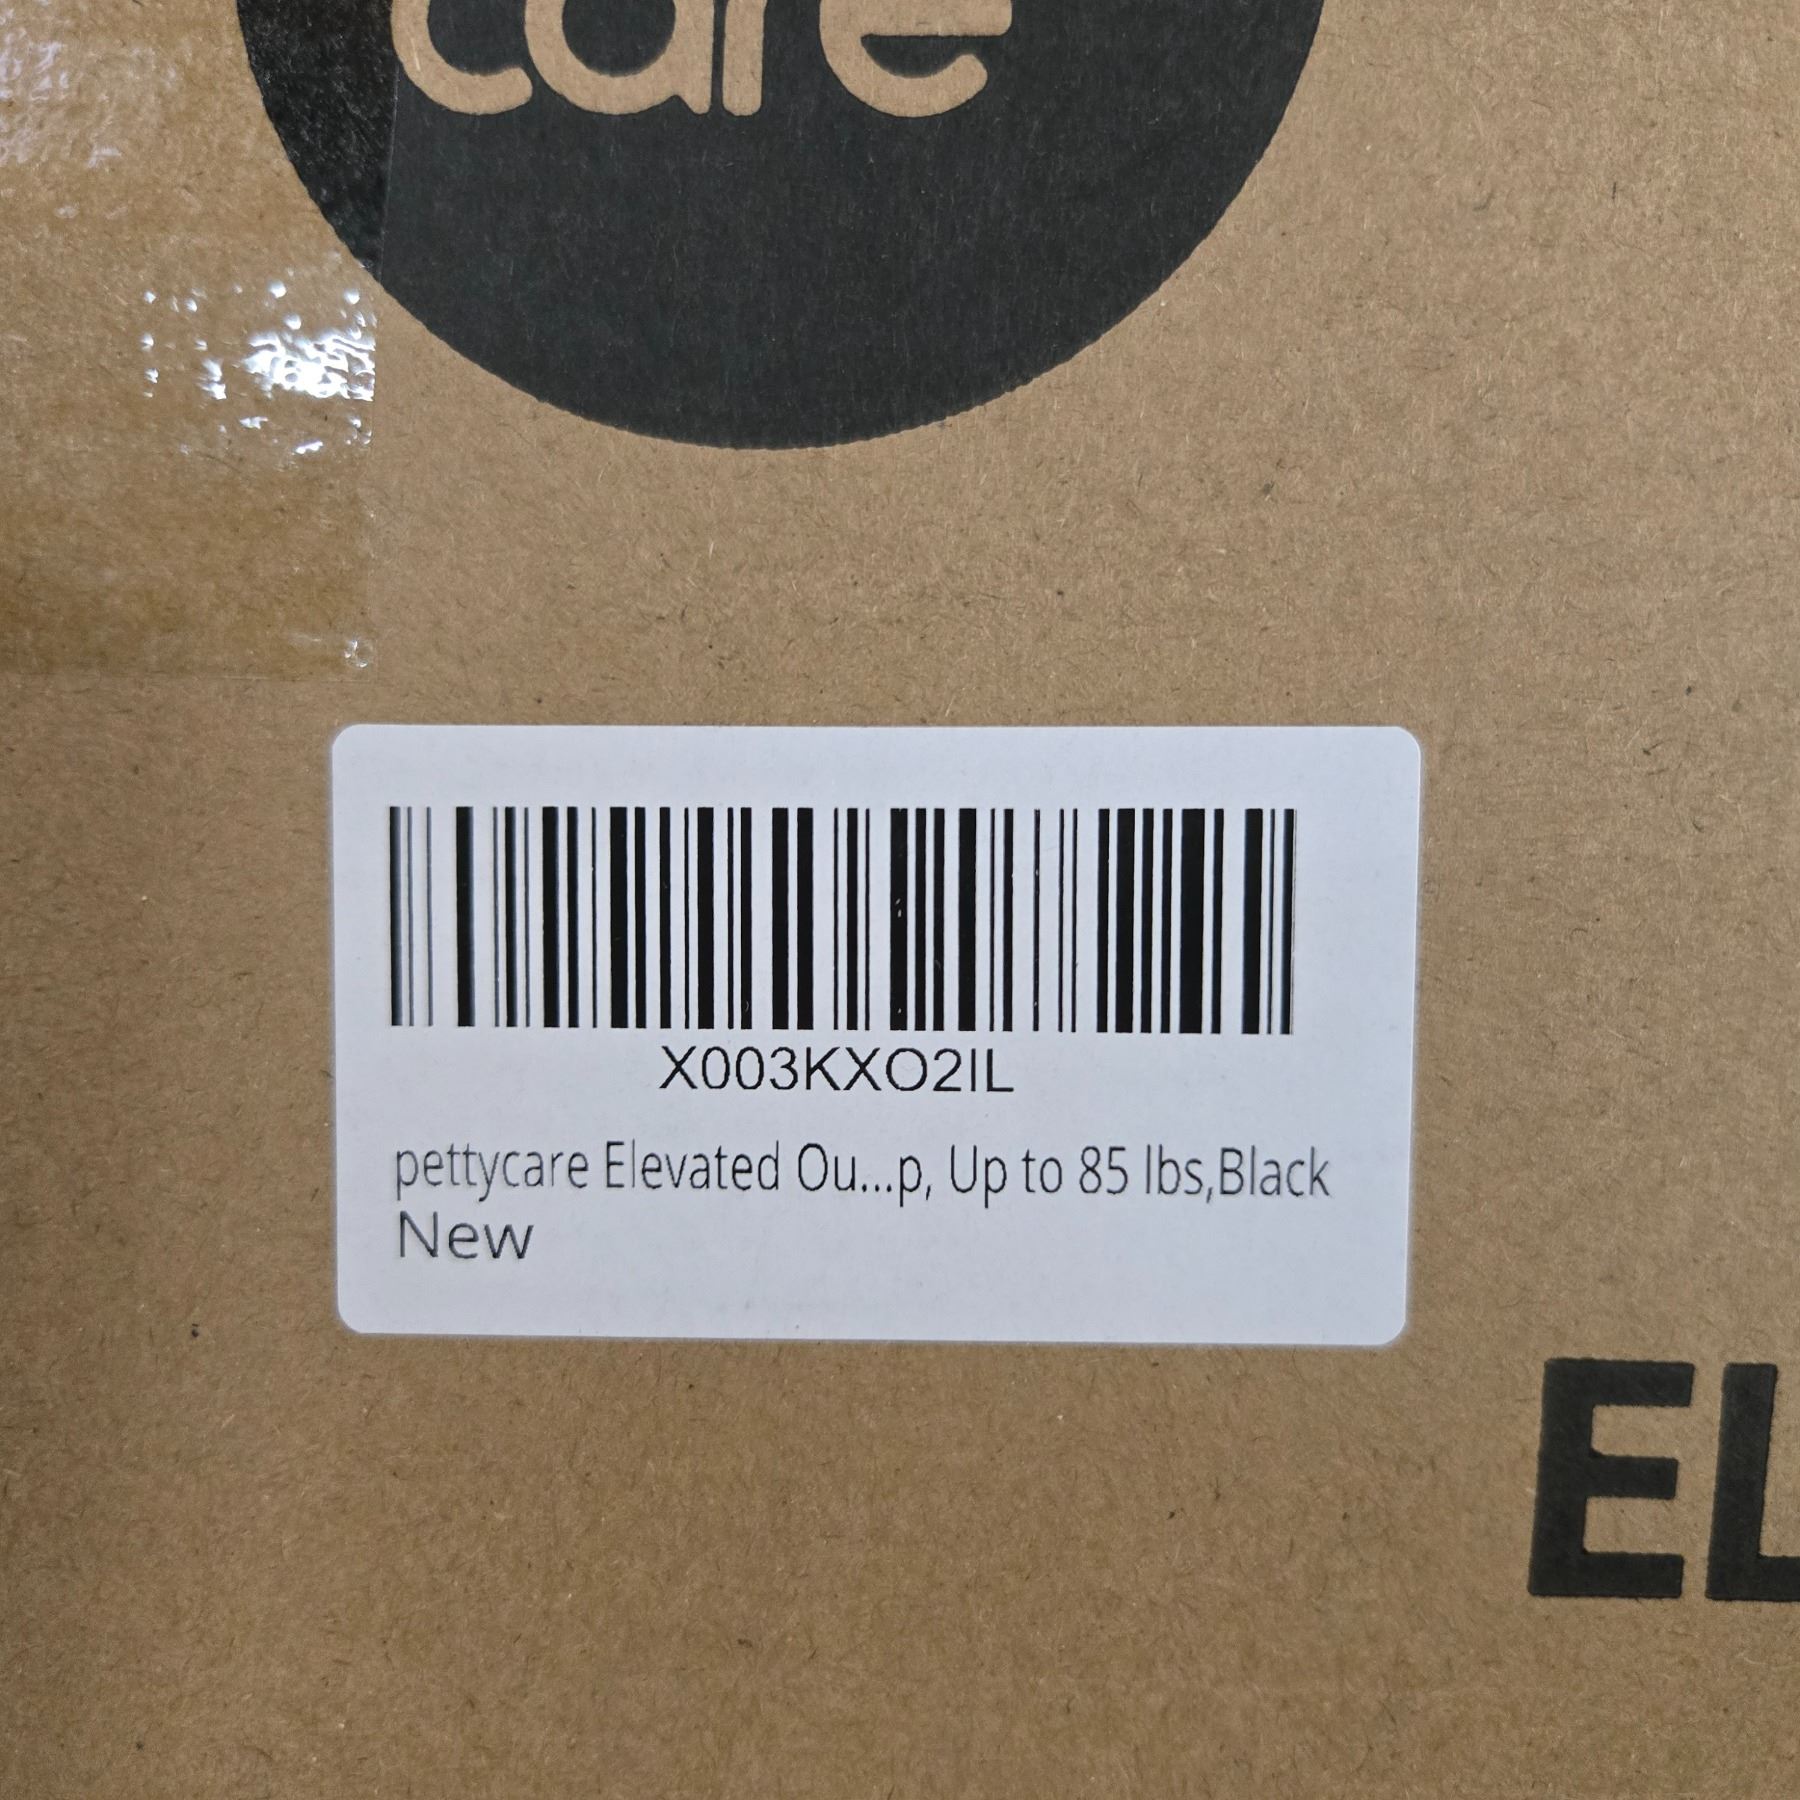 care
X003KXO2IL
pettycare Elevated Ou...p, Up to 85 lbs,Black
New
EL